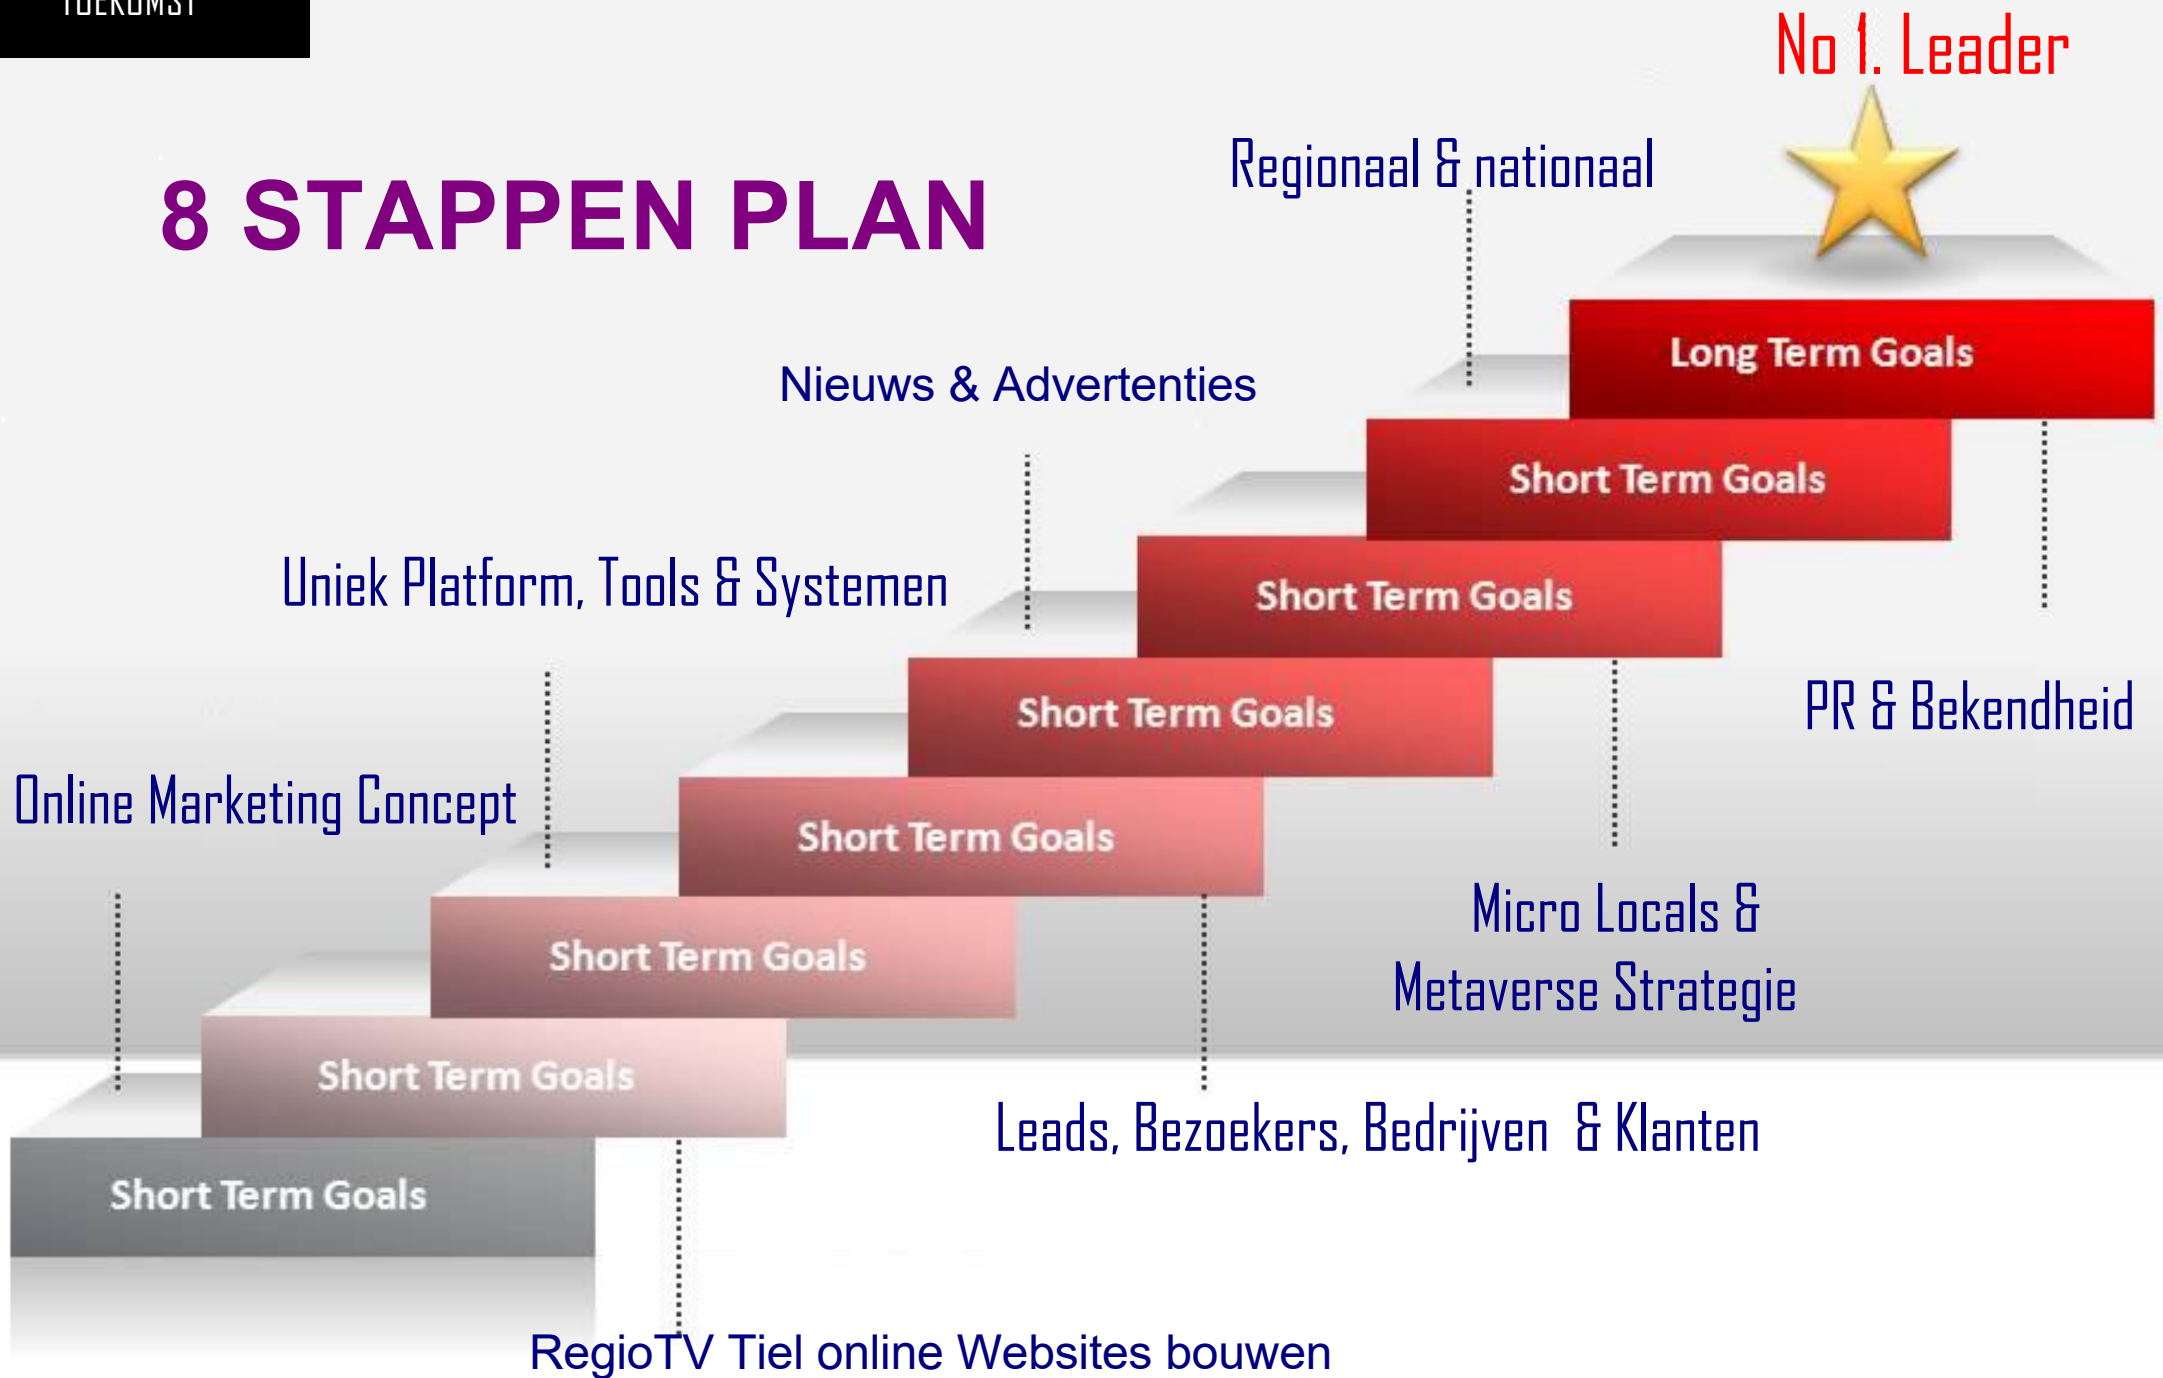 TOEKOMST
No 1. Leader
Regionaal & nationaal
8 STAPPEN PLAN
Long Term Goals
Nieuws & Advertenties
Short Term Goals
Uniek Platform, Tools & Systemen
Short Term Goals
PR & Bekendheid
Short Term Goals
Online Marketing Concept
Short Term Goals
Micro Locals &
Metaverse Strategie
Short Term Goals
Short Term Goals
Leads, Bezoekers, Bedrijven & Klanten
Short Term Goals
RegioTV Tiel online Websites bouwen